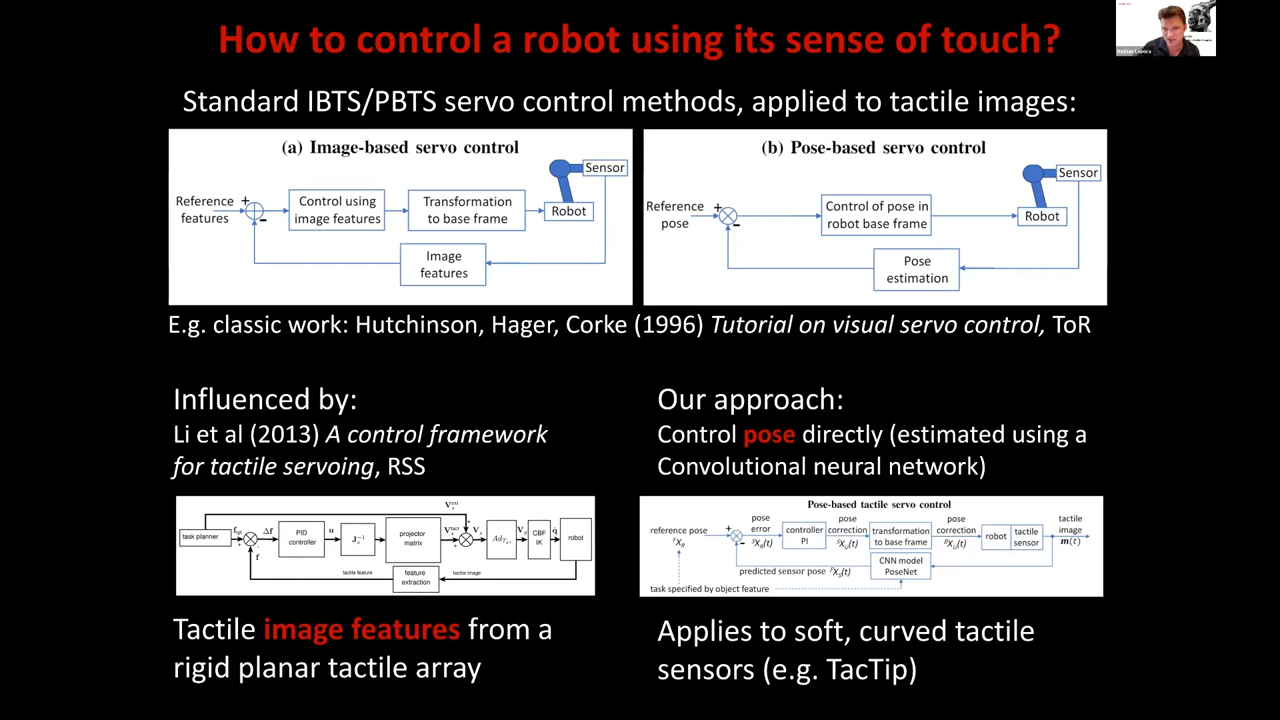 How to control a robot using its sense of touch?
Nathan Lepora
Standard IBTS/PBTS servo control methods, applied to tactile images:
(a) Image-based servo control
Sensor
Reference
features
+
−
Control using
image features
Transformation
to base frame
Robot
Image
features
(b) Pose-based servo control
Sensor
Reference
pose
+
−
Control of pose in
robot base frame
Robot
Pose
estimation
E.g. classic work: Hutchinson, Hager, Corke (1996) Tutorial on visual servo control, ToR
Influenced by:
Li et al (2013) A control framework
for tactile servoing, RSS
task planner
Δf
f
PID
controller
u
projector
matrix
CBF
IK
q̇
robot
tactile feature
feature
extraction
tactile image
Tactile image features from a
rigid planar tactile array
Our approach:
Control pose directly (estimated using a
Convolutional neural network)
Pose-based tactile servo control
reference pose
+
−
pose
error
controller
PI
pose
correction
transformation
to base frame
pose
correction
robot
tactile
sensor
tactile
image
m(t)
CNN model
PoseNet
predicted sensor pose
task specified by object feature
Applies to soft, curved tactile
sensors (e.g. TacTip)